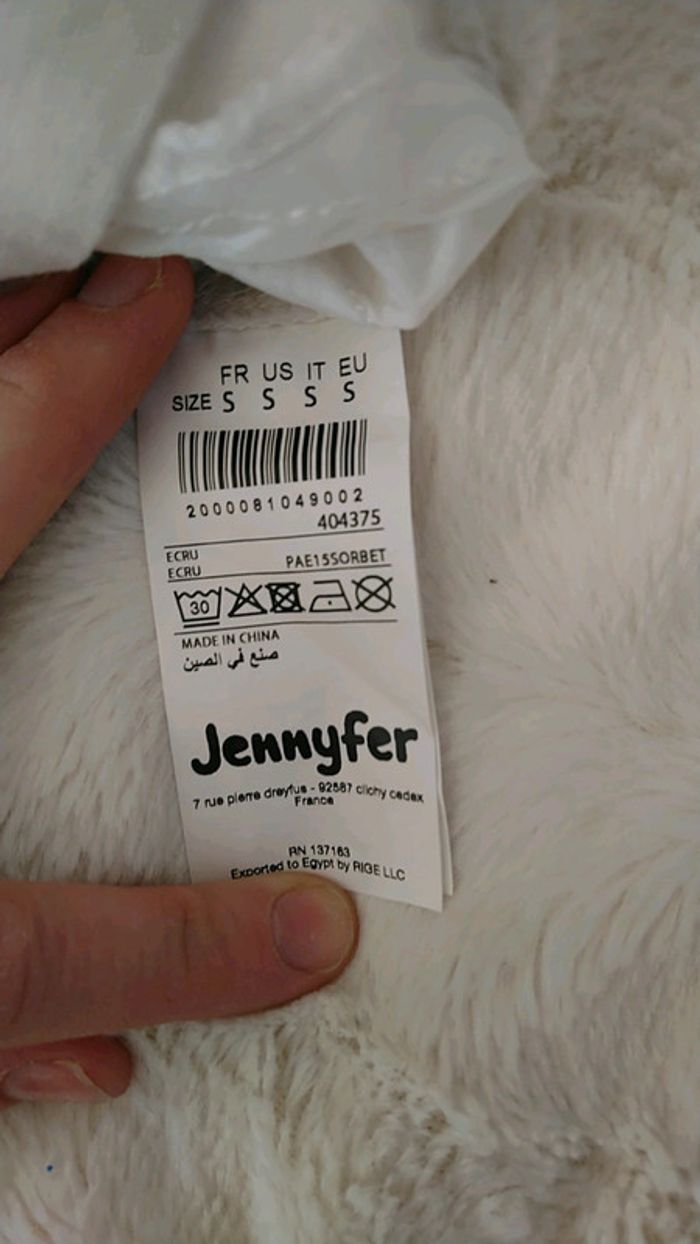 FR US IT EU
SIZE S S S S
2000081049002
404375
ECRU
ECRU PAE15SORBET
30
MADE IN CHINA
صنع في الصين
Jennyfer
7 rue pierre dreyfus - 92587 clichy cedex
France
RN 137163
Exported to Egypt by RIGE LLC